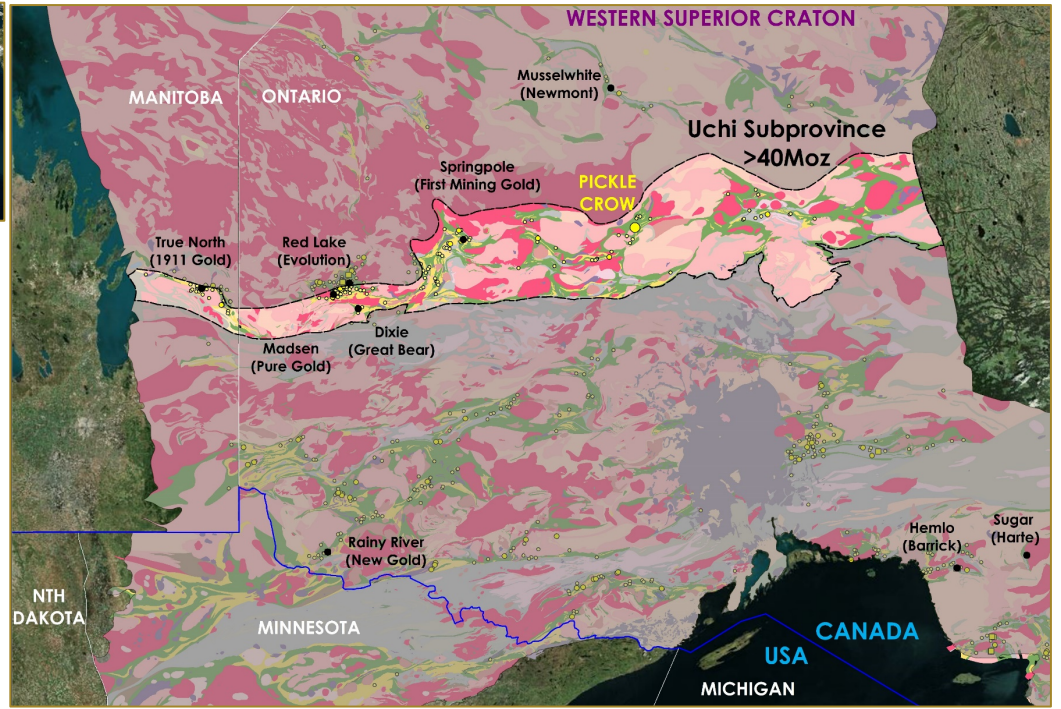 WESTERN SUPERIOR CRATON
Musselwhite
(Newmont)
MANITOBA
ONTARIO
Uchi Subprovince
>40Moz
Springpole
(First Mining Gold)
PICKLE
CROW
True North
(1911 Gold)
Red Lake
(Evolution)
Dixie
(Great Bear)
Madsen
(Pure Gold)
Rainy River
(New Gold)
Hemlo
(Barrick)
Sugar
(Harte)
NTH
DAKOTA
MINNESOTA
CANADA
USA
MICHIGAN